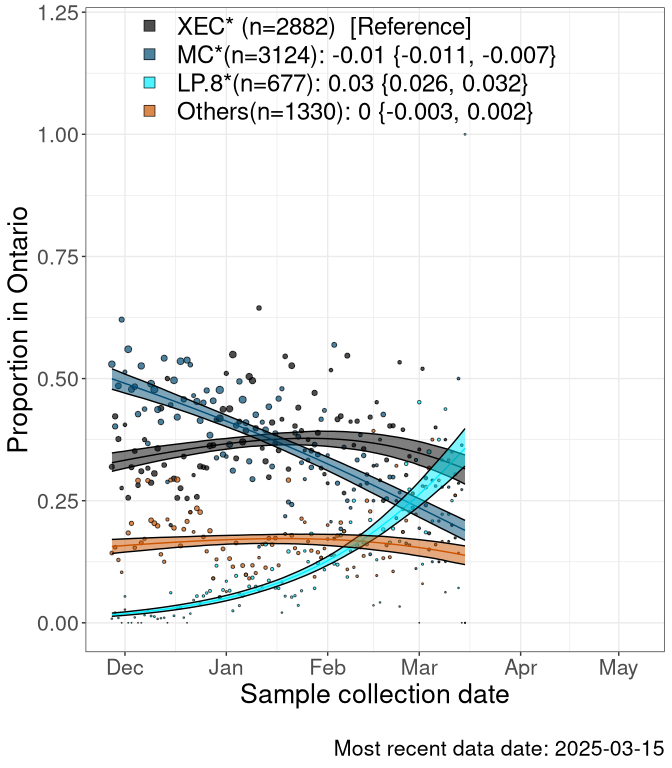 XEC* (n=2882)  [Reference]
MC*(n=3124): -0.01 {-0.011, -0.007}
LP.8*(n=677): 0.03 {0.026, 0.032}
Others(n=1330): 0 {-0.003, 0.002}
1.25
1.00
0.75
0.50
0.25
0.00
Proportion in Ontario
Dec Jan Feb Mar Apr May
Sample collection date
Most recent data date: 2025-03-15